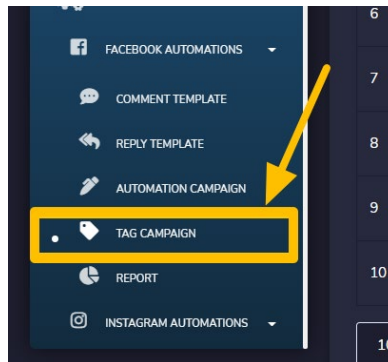 FACEBOOK AUTOMATIONS
COMMENT TEMPLATE
REPLY TEMPLATE
AUTOMATION CAMPAIGN
TAG CAMPAIGN
REPORT
INSTAGRAM AUTOMATIONS
6
7
8
9
10